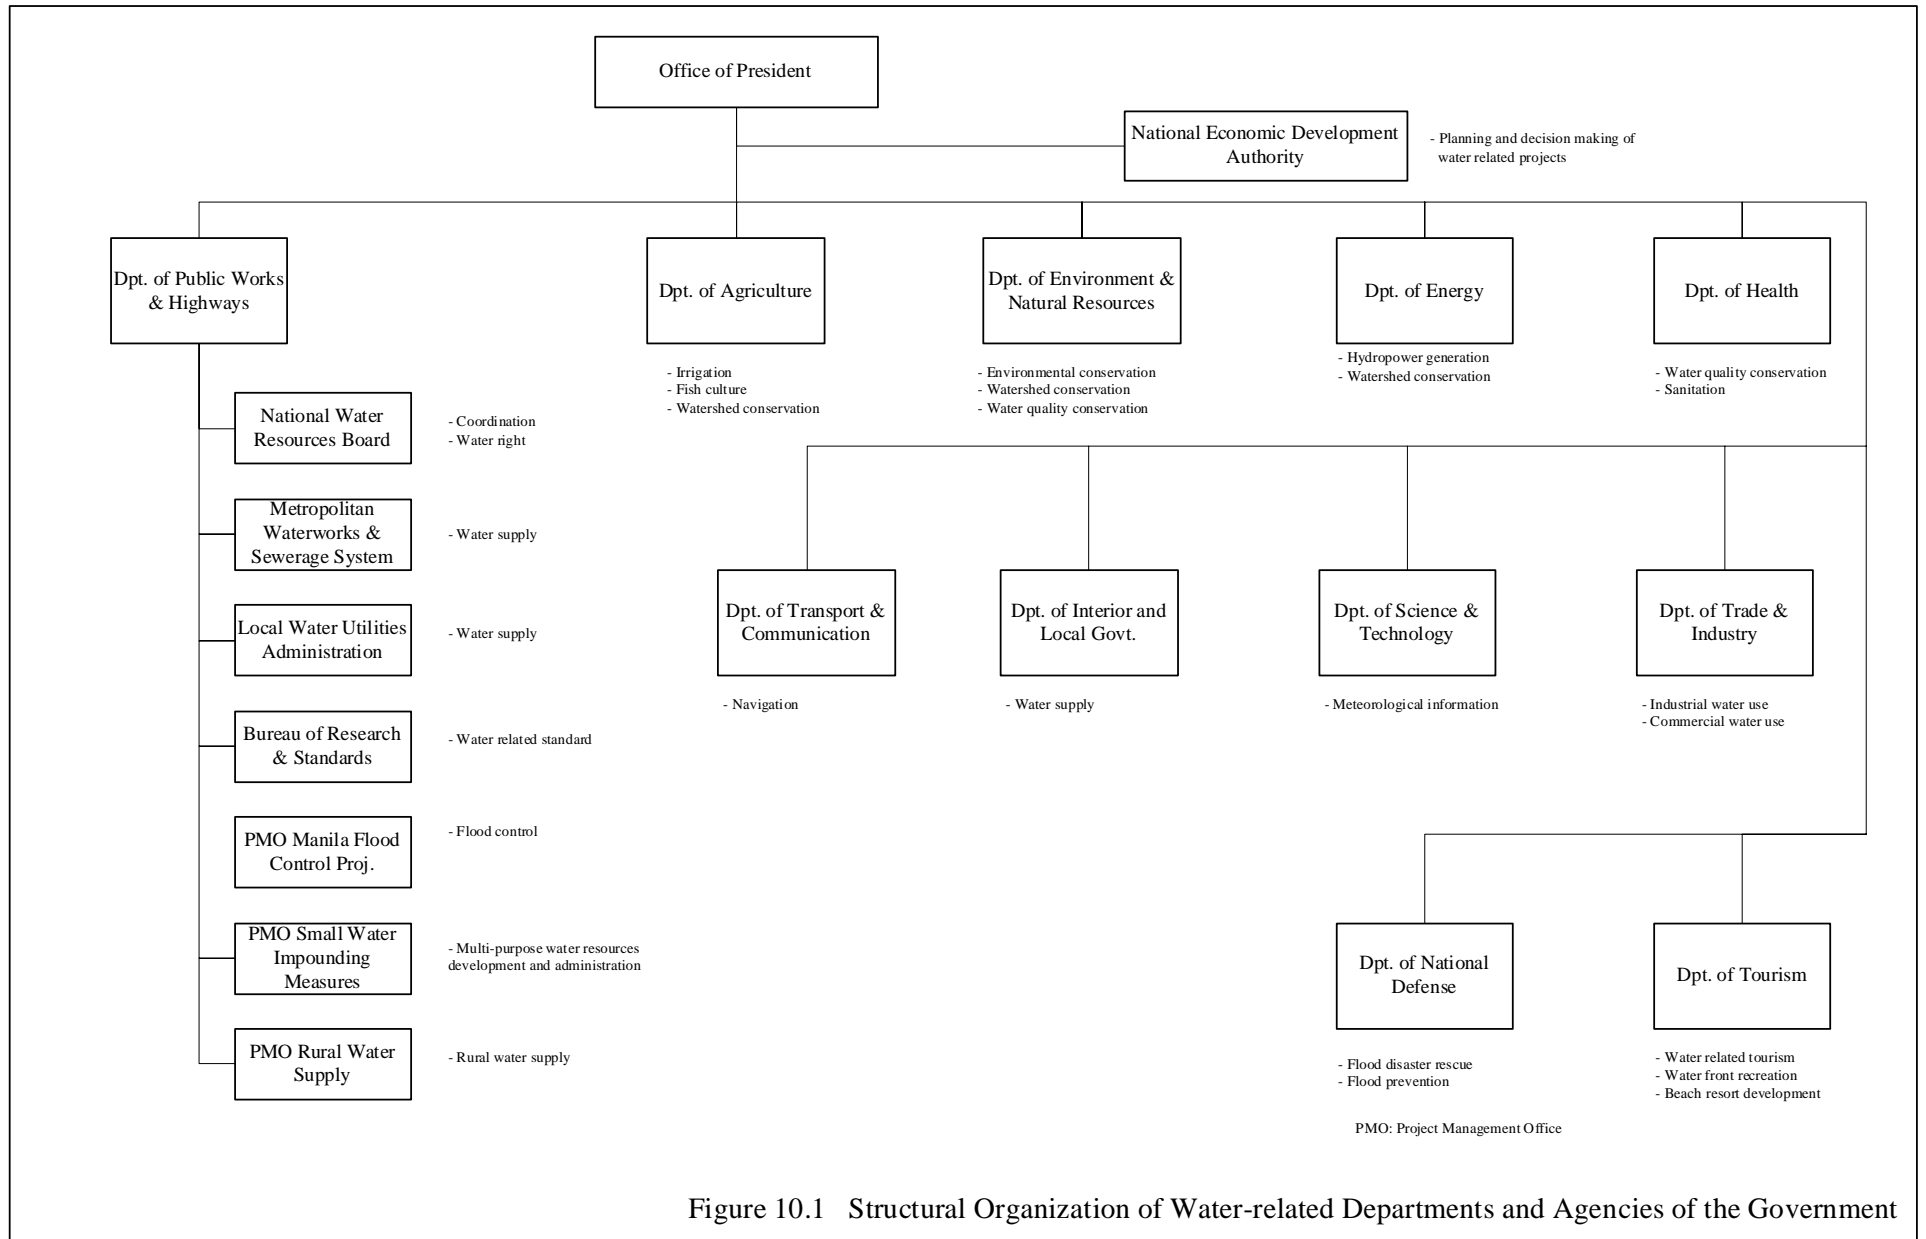 Office of President
National Economic Development
Authority
- Planning and decision making of
water related projects
Dpt. of Public Works
& Highways
Dpt. of Agriculture
Dpt. of Environment &
Natural Resources
Dpt. of Energy
Dpt. of Health
- Irrigation
- Fish culture
- Watershed conservation
- Environmental conservation
- Watershed conservation
- Water quality conservation
- Hydropower generation
- Watershed conservation
- Water quality conservation
- Sanitation
National Water
Resources Board
- Coordination
- Water right
Metropolitan
Waterworks &
Sewerage System
- Water supply
Local Water Utilities
Administration
- Water supply
Bureau of Research
& Standards
- Water related standard
PMO Manila Flood
Control Proj.
- Flood control
PMO Small Water
Impounding
Measures
- Multi-purpose water resources
development and administration
PMO Rural Water
Supply
- Rural water supply
Dpt. of Transport &
Communication
- Navigation
Dpt. of Interior and
Local Govt.
- Water supply
Dpt. of Science &
Technology
- Meteorological information
Dpt. of Trade &
Industry
- Industrial water use
- Commercial water use
Dpt. of National
Defense
- Flood disaster rescue
- Flood prevention
Dpt. of Tourism
- Water related tourism
- Water front recreation
- Beach resort development
PMO: Project Management Office
Figure 10.1 Structural Organization of Water-related Departments and Agencies of the Government